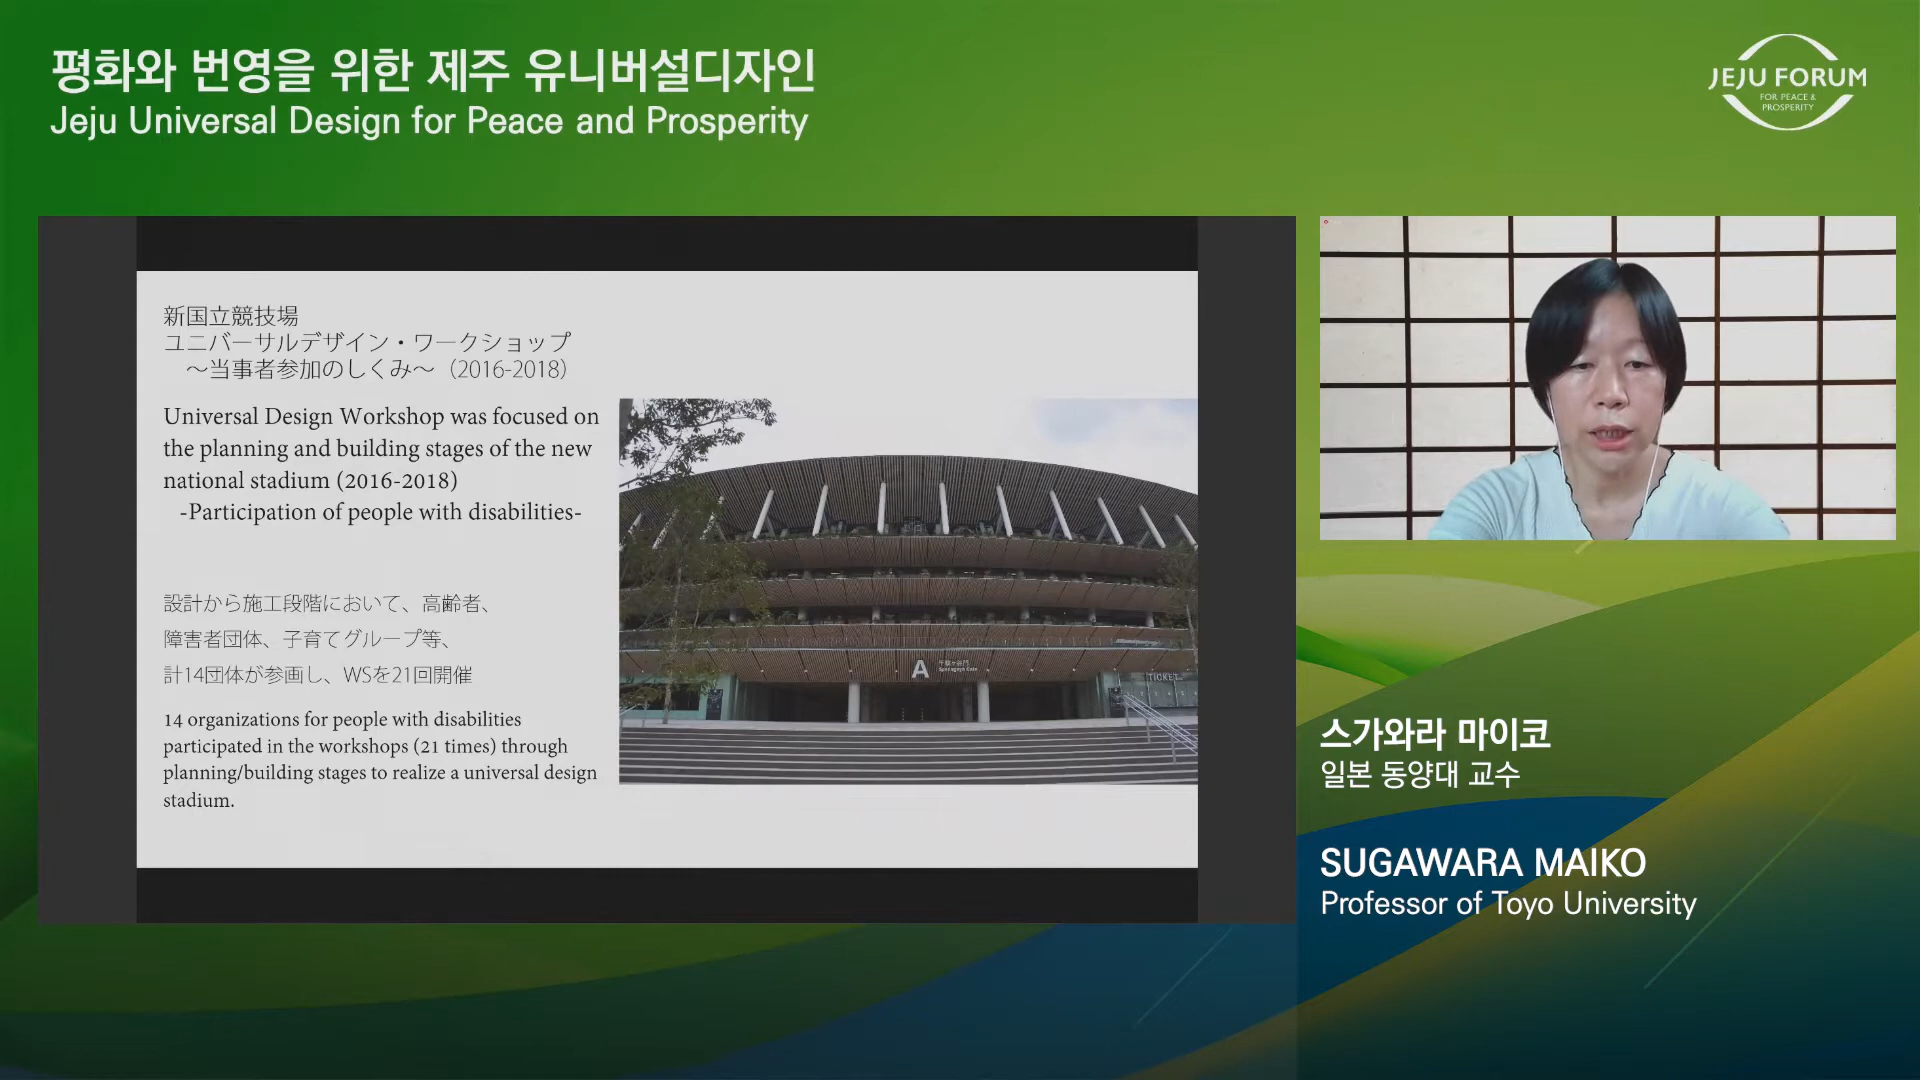 평화와 번영을 위한 제주 유니버설디자인
Jeju Universal Design for Peace and Prosperity
JEJU FORUM
FOR PEACE &
PROSPERITY
新国立競技場
ユニバーサルデザイン・ワークショップ
～当事者参加のしくみ～（2016-2018）
Universal Design Workshop was focused on
the planning and building stages of the new
national stadium (2016-2018)
-Participation of people with disabilities-
設計から施工段階において、高齢者、
障害者団体、子育てグループ等、
計14団体が参画し、WSを21回開催
14 organizations for people with disabilities
participated in the workshops (21 times) through
planning/building stages to realize a universal design
stadium.
A
千駄ヶ谷門
Sendagaya Gate
TICKET
스가와라 마이코
일본 동양대 교수
SUGAWARA MAIKO
Professor of Toyo University